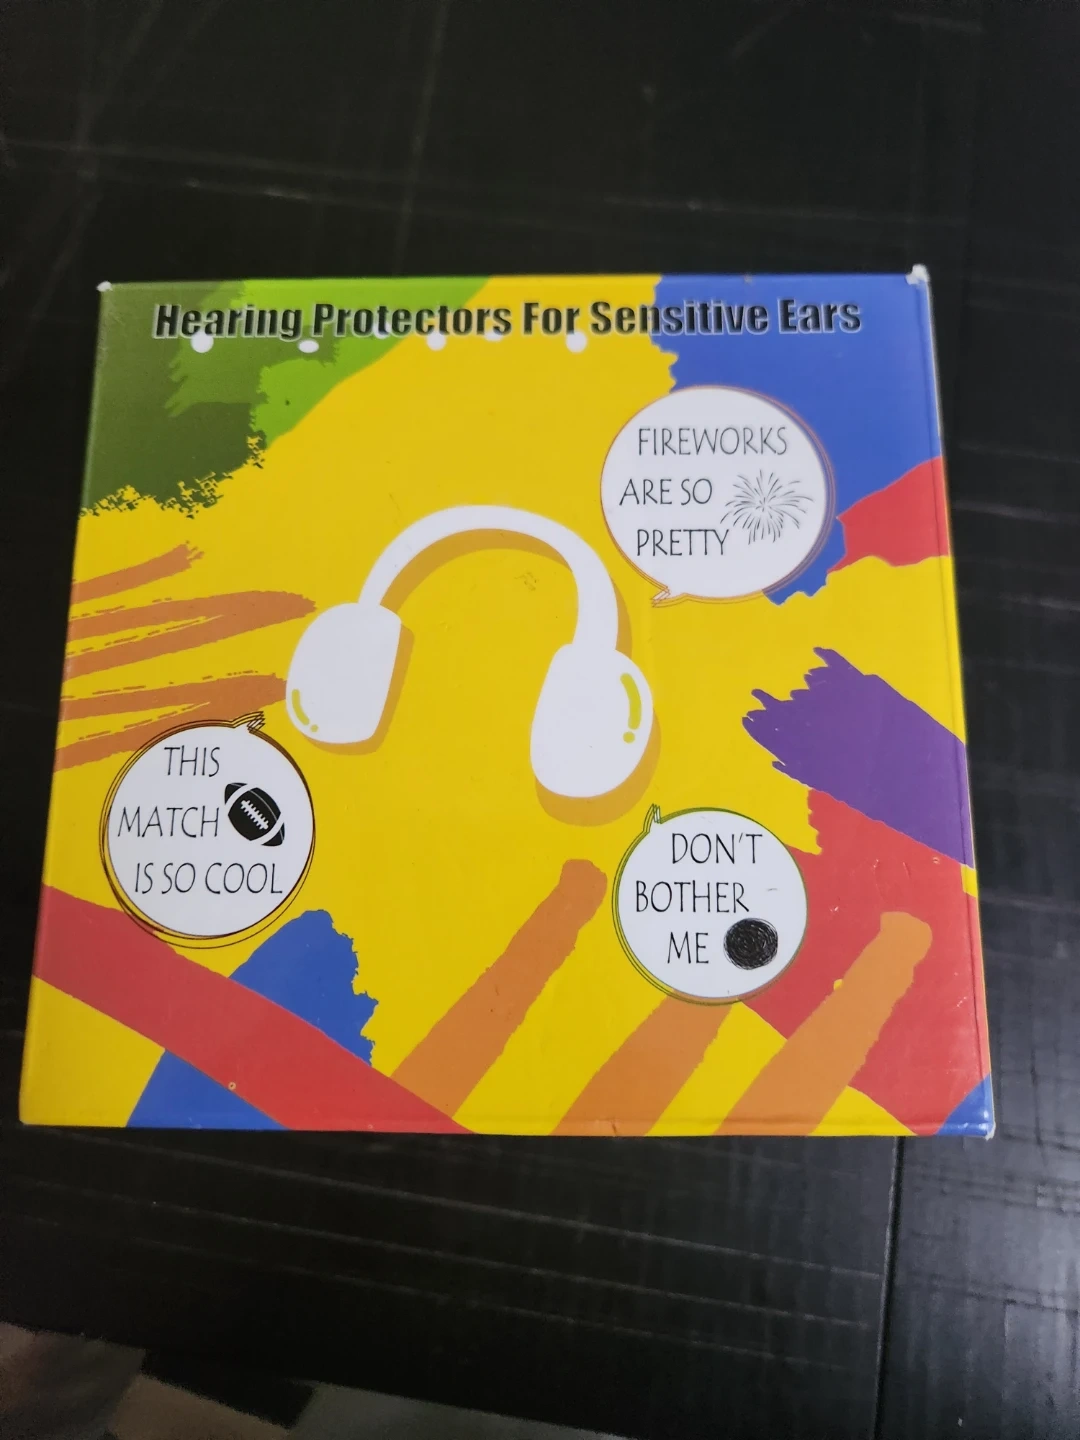 Hearing Protectors For Sensitive Ears
FIREWORKS
ARE SO
PRETTY
THIS
MATCH
IS SO COOL
DON'T
BOTHER
ME